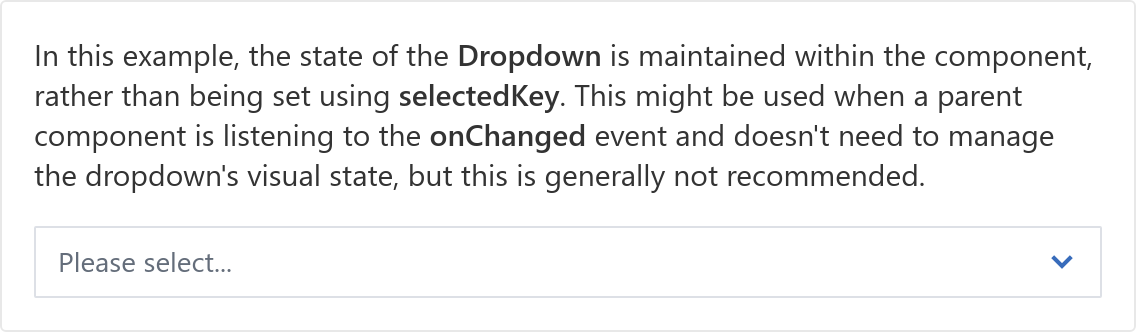 In this example, the state of the Dropdown is maintained within the component,
rather than being set using selectedKey. This might be used when a parent
component is listening to the onChanged event and doesn't need to manage
the dropdown's visual state, but this is generally not recommended.
Please select...